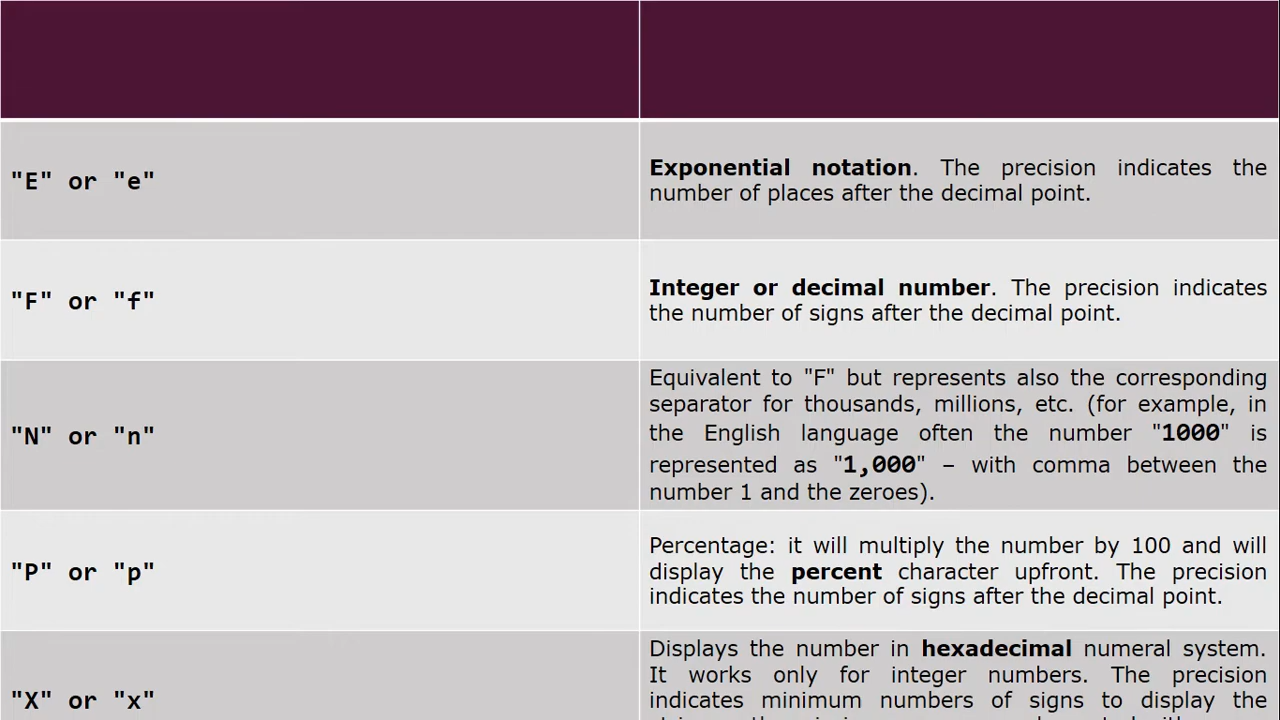 "E" or "e"
Exponential notation. The precision indicates the
number of places after the decimal point.
"F" or "f"
Integer or decimal number. The precision indicates
the number of signs after the decimal point.
"N" or "n"
Equivalent to "F" but represents also the corresponding
separator for thousands, millions, etc. (for example, in
the English language often the number "1000" is
represented as "1,000" – with comma between the
number 1 and the zeroes).
"P" or "p"
Percentage: it will multiply the number by 100 and will
display the percent character upfront. The precision
indicates the number of signs after the decimal point.
"X" or "x"
Displays the number in hexadecimal numeral system.
It works only for integer numbers. The precision
indicates minimum numbers of signs to display the